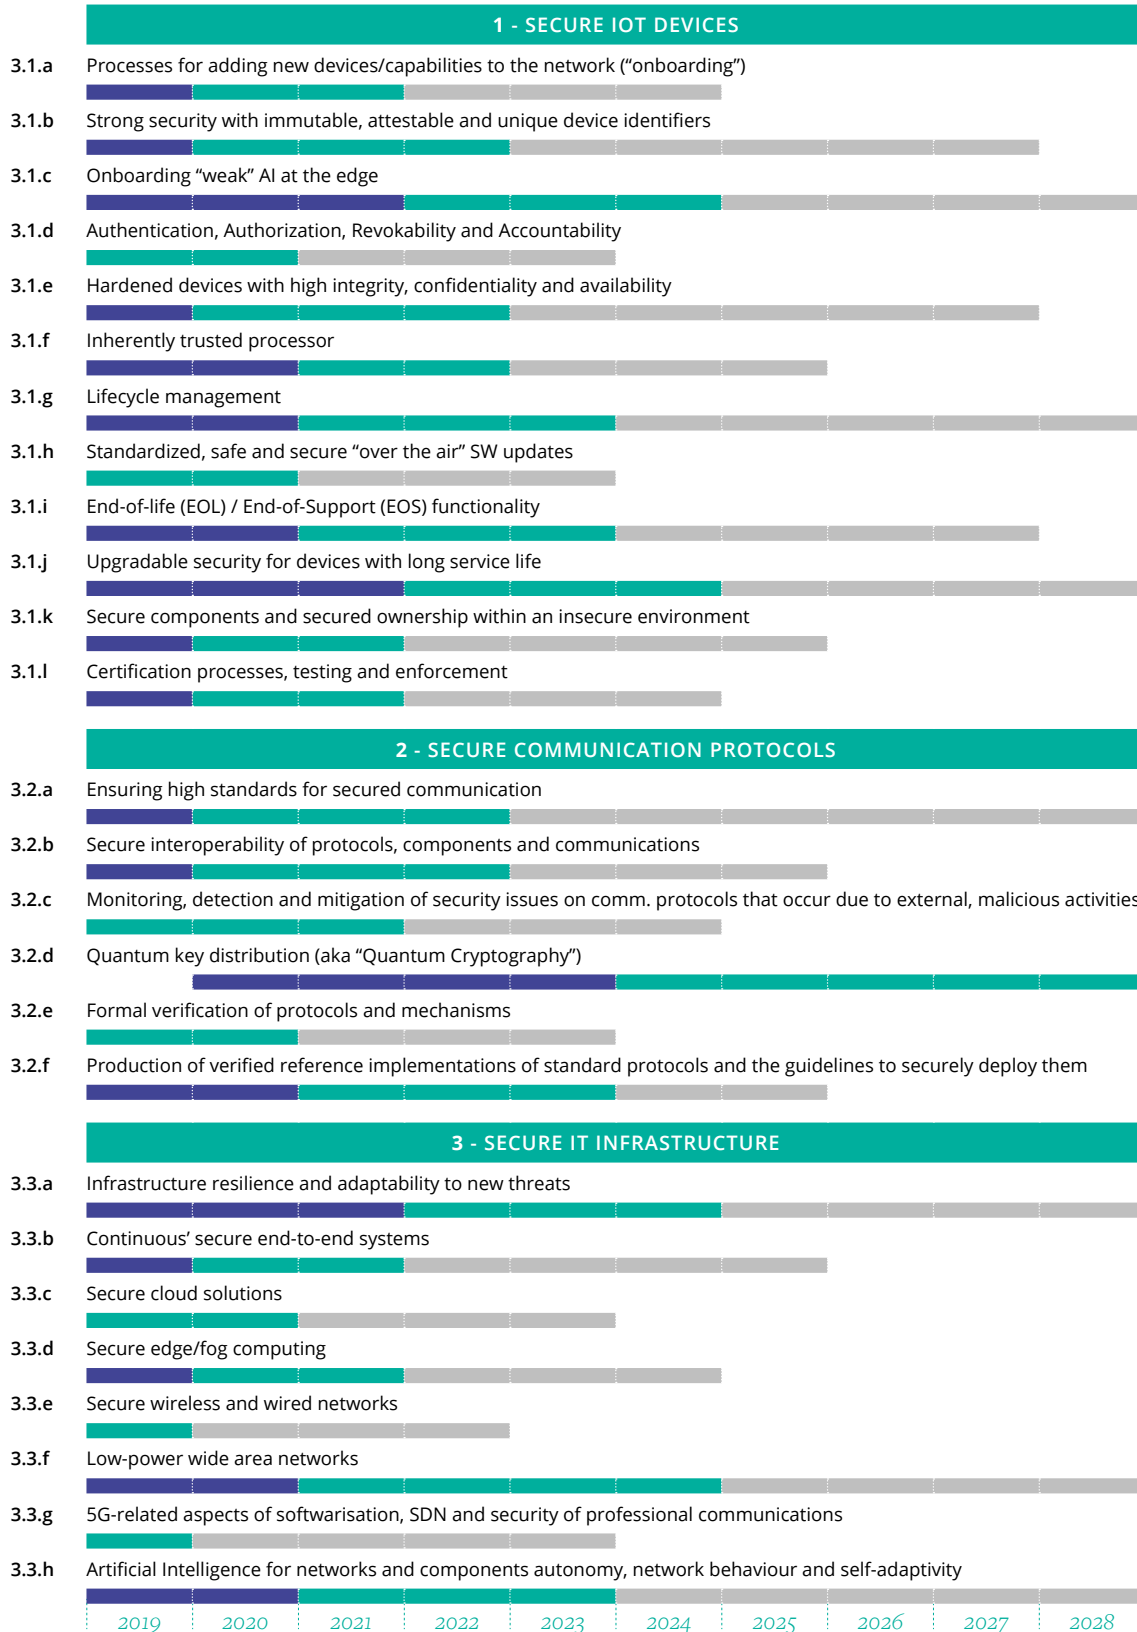 1 - SECURE IOT DEVICES
3.1.a Processes for adding new devices/capabilities to the network (“onboarding”)
3.1.b Strong security with immutable, attestable and unique device identifiers
3.1.c Onboarding “weak” AI at the edge
3.1.d Authentication, Authorization, Revokability and Accountability
3.1.e Hardened devices with high integrity, confidentiality and availability
3.1.f Inherently trusted processor
3.1.g Lifecycle management
3.1.h Standardized, safe and secure “over the air” SW updates
3.1.i End-of-life (EOL) / End-of-Support (EOS) functionality
3.1.j Upgradable security for devices with long service life
3.1.k Secure components and secured ownership within an insecure environment
3.1.l Certification processes, testing and enforcement
2 - SECURE COMMUNICATION PROTOCOLS
3.2.a Ensuring high standards for secured communication
3.2.b Secure interoperability of protocols, components and communications
3.2.c Monitoring, detection and mitigation of security issues on comm. protocols that occur due to external, malicious activities
3.2.d Quantum key distribution (aka “Quantum Cryptography”)
3.2.e Formal verification of protocols and mechanisms
3.2.f Production of verified reference implementations of standard protocols and the guidelines to securely deploy them
3 - SECURE IT INFRASTRUCTURE
3.3.a Infrastructure resilience and adaptability to new threats
3.3.b Continuous’ secure end-to-end systems
3.3.c Secure cloud solutions
3.3.d Secure edge/fog computing
3.3.e Secure wireless and wired networks
3.3.f Low-power wide area networks
3.3.g 5G-related aspects of softwarisation, SDN and security of professional communications
3.3.h Artificial Intelligence for networks and components autonomy, network behaviour and self-adaptivity
2019 2020 2021 2022 2023 2024 2025 2026 2027 2028